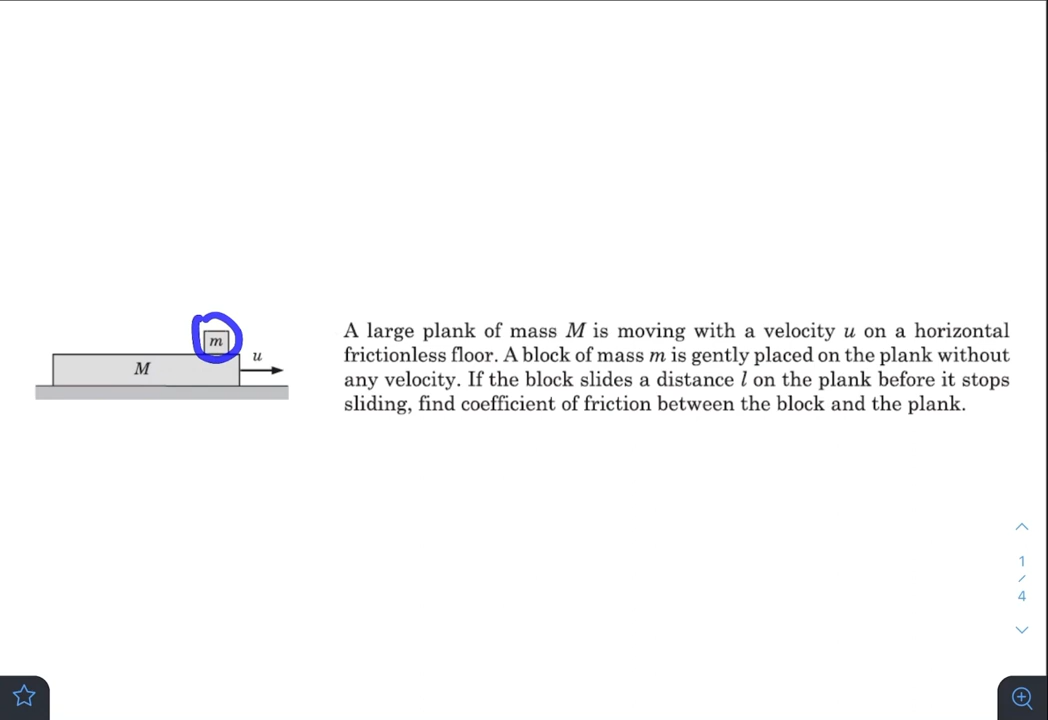 m
u
M
A large plank of mass M is moving with a velocity u on a horizontal
frictionless floor. A block of mass m is gently placed on the plank without
any velocity. If the block slides a distance l on the plank before it stops
sliding, find coefficient of friction between the block and the plank.
1
/
4